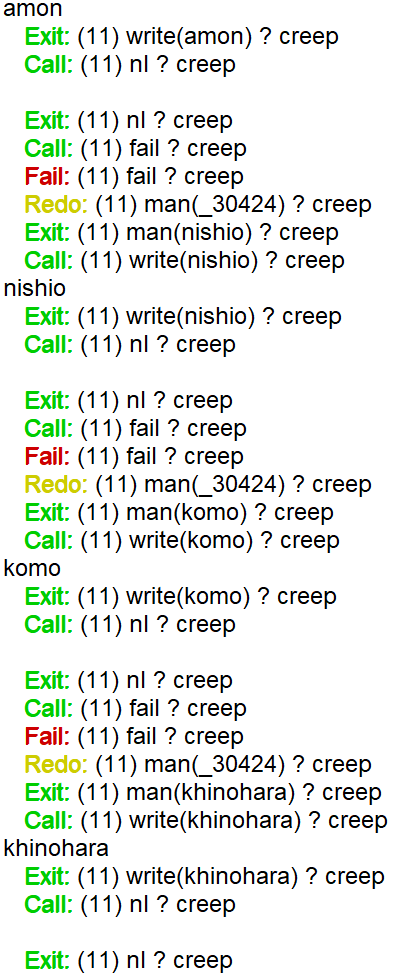 amon
Exit: (11) write(amon) ? creep
Call: (11) nl ? creep
Exit: (11) nl ? creep
Call: (11) fail ? creep
Fail: (11) fail ? creep
Redo: (11) man(_30424) ? creep
Exit: (11) man(nishio) ? creep
Call: (11) write(nishio) ? creep
nishio
Exit: (11) write(nishio) ? creep
Call: (11) nl ? creep
Exit: (11) nl ? creep
Call: (11) fail ? creep
Fail: (11) fail ? creep
Redo: (11) man(_30424) ? creep
Exit: (11) man(komo) ? creep
Call: (11) write(komo) ? creep
komo
Exit: (11) write(komo) ? creep
Call: (11) nl ? creep
Exit: (11) nl ? creep
Call: (11) fail ? creep
Fail: (11) fail ? creep
Redo: (11) man(_30424) ? creep
Exit: (11) man(khinohara) ? creep
Call: (11) write(khinohara) ? creep
khinohara
Exit: (11) write(khinohara) ? creep
Call: (11) nl ? creep
Exit: (11) nl ? creep